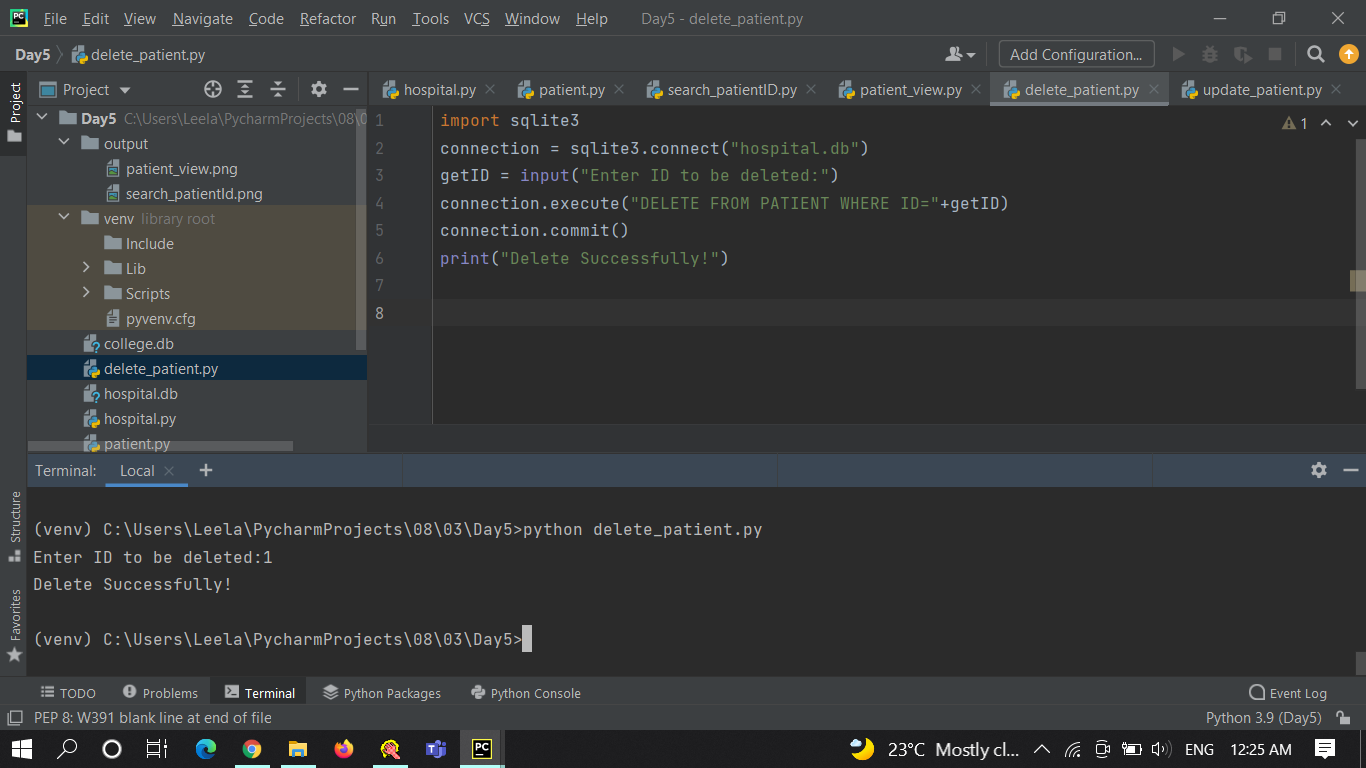 PC File Edit View Navigate Code Refactor Run Tools VCS Window Help Day5 - delete_patient.py
Day5 delete_patient.py Add Configuration...
Project
Project
hospital.py patient.py search_patientID.py patient_view.py delete_patient.py update_patient.py
Day5 C:\Users\Leela\PycharmProjects\08\0
output
patient_view.png
search_patientId.png
venv library root
Include
Lib
Scripts
pyvenv.cfg
college.db
delete_patient.py
hospital.db
hospital.py
patient.py
1 import sqlite3
2 connection = sqlite3.connect("hospital.db")
3 getID = input("Enter ID to be deleted:")
4 connection.execute("DELETE FROM PATIENT WHERE ID="+getID)
5 connection.commit()
6 print("Delete Successfully!")
7
8
1
Terminal: Local
Structure
Favorites
(venv) C:\Users\Leela\PycharmProjects\08\03\Day5>python delete_patient.py
Enter ID to be deleted:1
Delete Successfully!
(venv) C:\Users\Leela\PycharmProjects\08\03\Day5>
TODO Problems Terminal Python Packages Python Console Event Log
PEP 8: W391 blank line at end of file Python 3.9 (Day5)
PC 23°C Mostly cl... ENG 12:25 AM